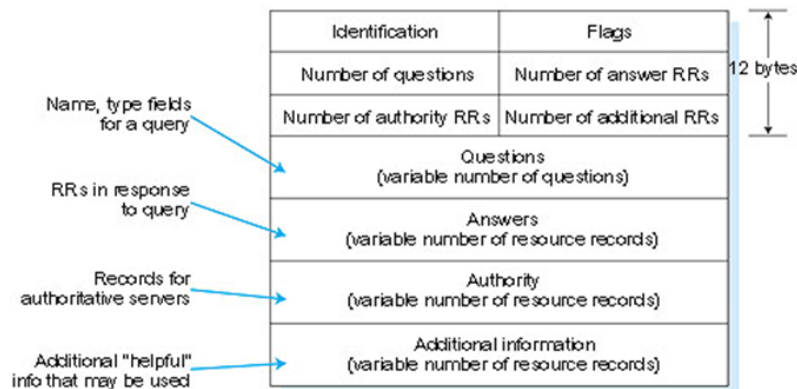 Identification
Flags
Number of questions
Number of answer RRs
12 bytes
Number of authority RRs
Number of additional RRs
Name, type fields
for a query
Questions
(variable number of questions)
RRs in response
to query
Answers
(variable number of resource records)
Records for
authoritative servers
Authority
(variable number of resource records)
Additional "helpful"
info that may be used
Additional information
(variable number of resource records)